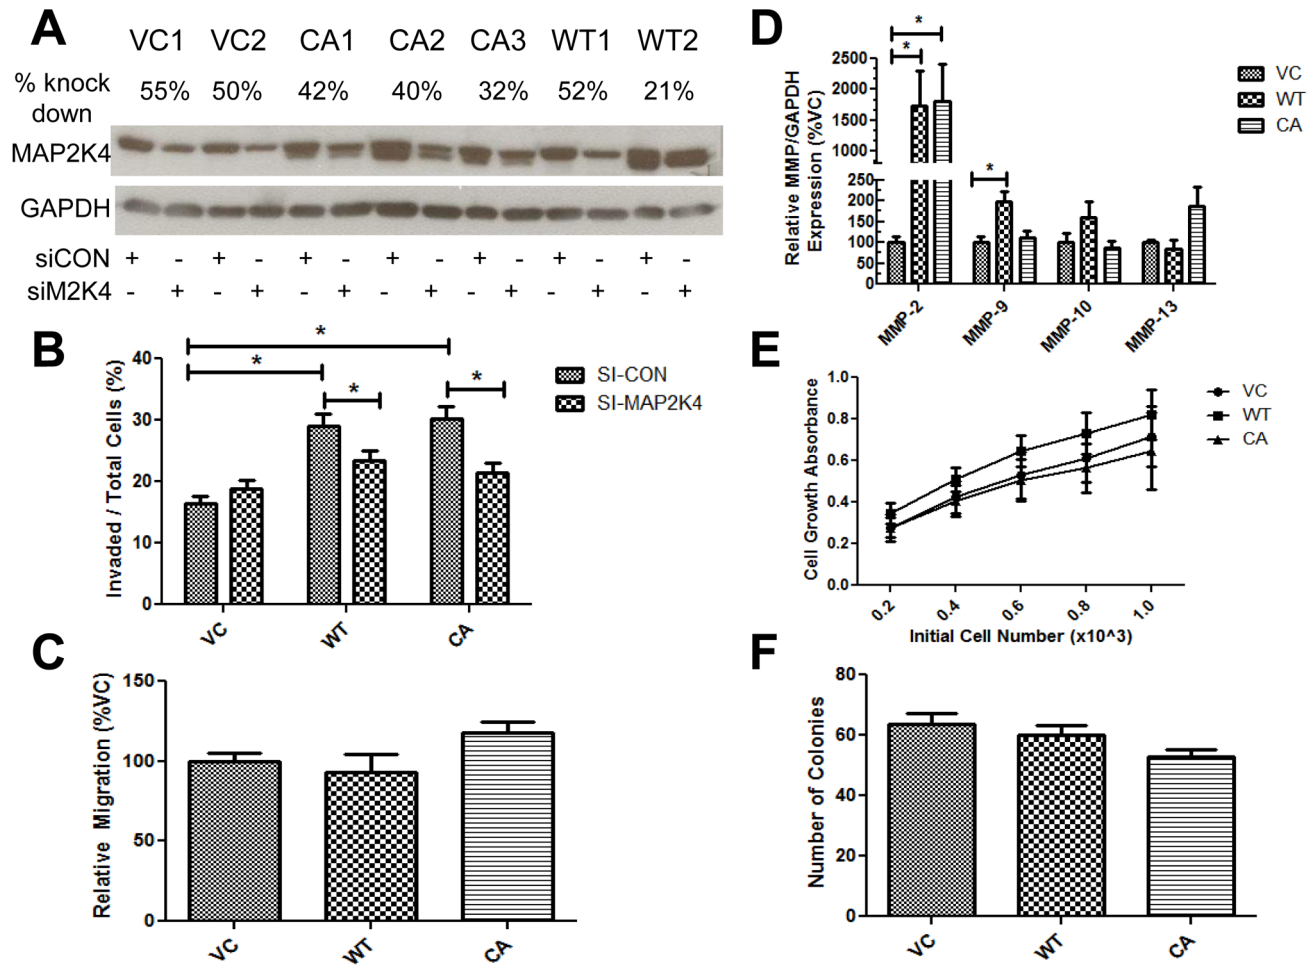 A
VC1 VC2 CA1 CA2 CA3 WT1 WT2
% knock
down
55% 50% 42% 40% 32% 52% 21%
MAP2K4
GAPDH
siCON + - + - + - + - + - + - + -
siM2K4 - + - + - + - + - + - + - +
B
Invaded / Total Cells (%)
40
30
20
10
0
* * * *
SI-CON
SI-MAP2K4
VC WT CA
C
Relative Migration (%VC)
150
100
50
0
VC WT CA
D
Relative MMP/GAPDH
Expression (%VC)
2500
2000
1500
1000
250
200
150
100
50
0
* * *
VC
WT
CA
MMP-2 MMP-9 MMP-10 MMP-13
E
Cell Growth Absorbance
1.0
0.8
0.6
0.4
0.2
0.0
VC
WT
CA
0.2 0.4 0.6 0.8 1.0
Initial Cell Number (x10^3)
F
Number of Colonies
80
60
40
20
0
VC WT CA